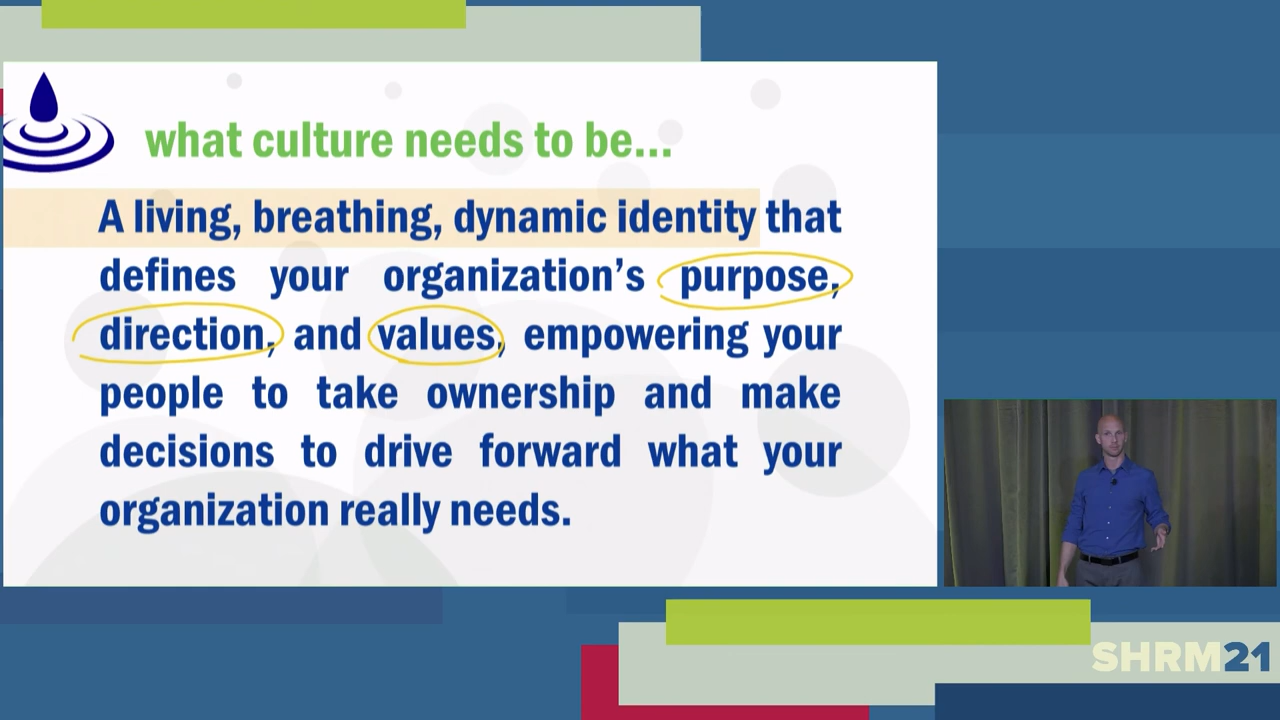 what culture needs to be...
A living, breathing, dynamic identity that
defines your organization's purpose,
direction, and values, empowering your
people to take ownership and make
decisions to drive forward what your
organization really needs.
SHRM21